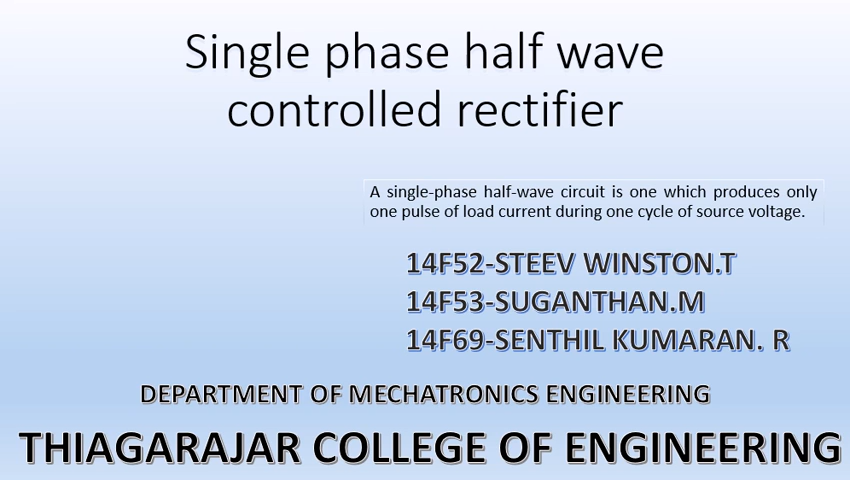 Single phase half wave
controlled rectifier
A single-phase half-wave circuit is one which produces only
one pulse of load current during one cycle of source voltage.
14F52-STEEV WINSTON.T
14F53-SUGANTHAN.M
14F69-SENTHIL KUMARAN. R
DEPARTMENT OF MECHATRONICS ENGINEERING
THIAGARAJAR COLLEGE OF ENGINEERING